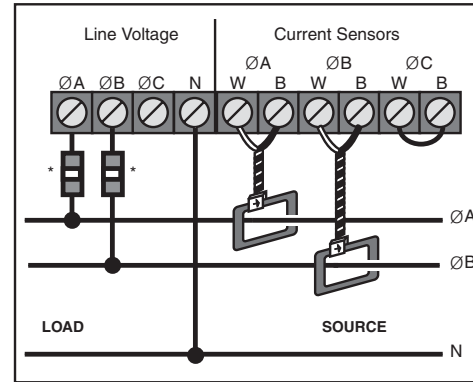 Line Voltage Current Sensors
ØA ØB ØC
ØA ØB ØC N W B W B W B
* *
ØA
ØB
LOAD SOURCE
N